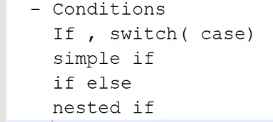 - Conditions
If , switch( case)
simple if
if else
nested if